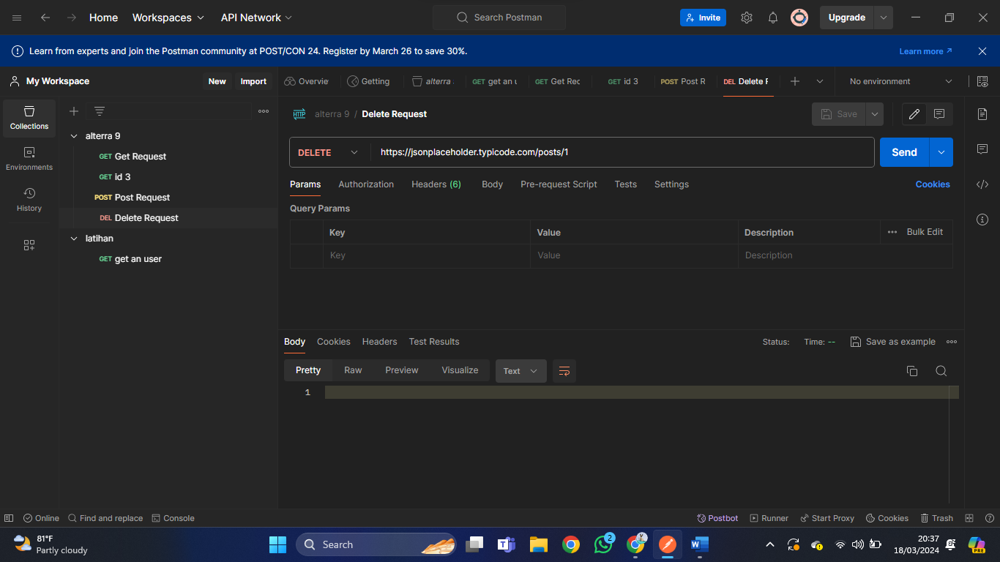 Home Workspaces API Network Search Postman Invite Upgrade
Learn from experts and join the Postman community at POST/CON 24. Register by March 26 to save 30%. Learn more
My Workspace New Import Overvie Getting alterra GET get an u GET Get Rec GET id 3 POST Post R DEL Delete F No environment
Collections
Environments
History
alterra 9
GET Get Request
GET id 3
POST Post Request
DEL Delete Request
latihan
GET get an user
HTTP alterra 9 / Delete Request Save
DELETE https://jsonplaceholder.typicode.com/posts/1 Send
Params Authorization Headers (6) Body Pre-request Script Tests Settings Cookies
Query Params
Key Value Description Bulk Edit
Key Value Description
Body Cookies Headers Test Results Status: Time: -- Save as example
Pretty Raw Preview Visualize Text
1
Online Find and replace Console Postbot Runner Start Proxy Cookies Trash
81°F
Partly cloudy
Search
2
PRE
20:37
18/03/2024